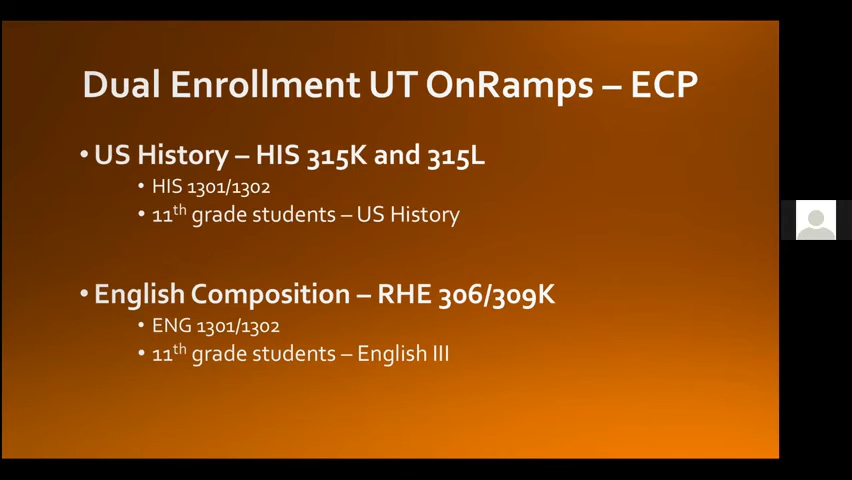 Dual Enrollment UT OnRamps – ECP
• US History – HIS 315K and 315L
• HIS 1301/1302
• 11th grade students – US History
• English Composition – RHE 306/309K
• ENG 1301/1302
• 11th grade students – English III